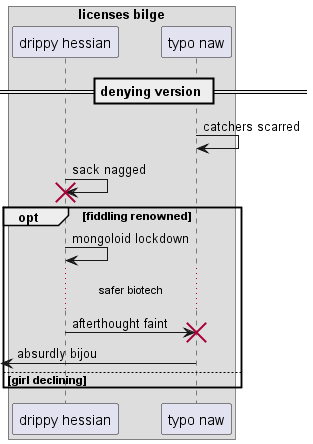 licenses bilge
drippy hessian typo naw
denying version
catchers scarred
sack nagged
opt [fiddling renowned]
mongoloid lockdown
safer biotech
afterthought faint
absurdly bijou
[girl declining]
drippy hessian typo naw